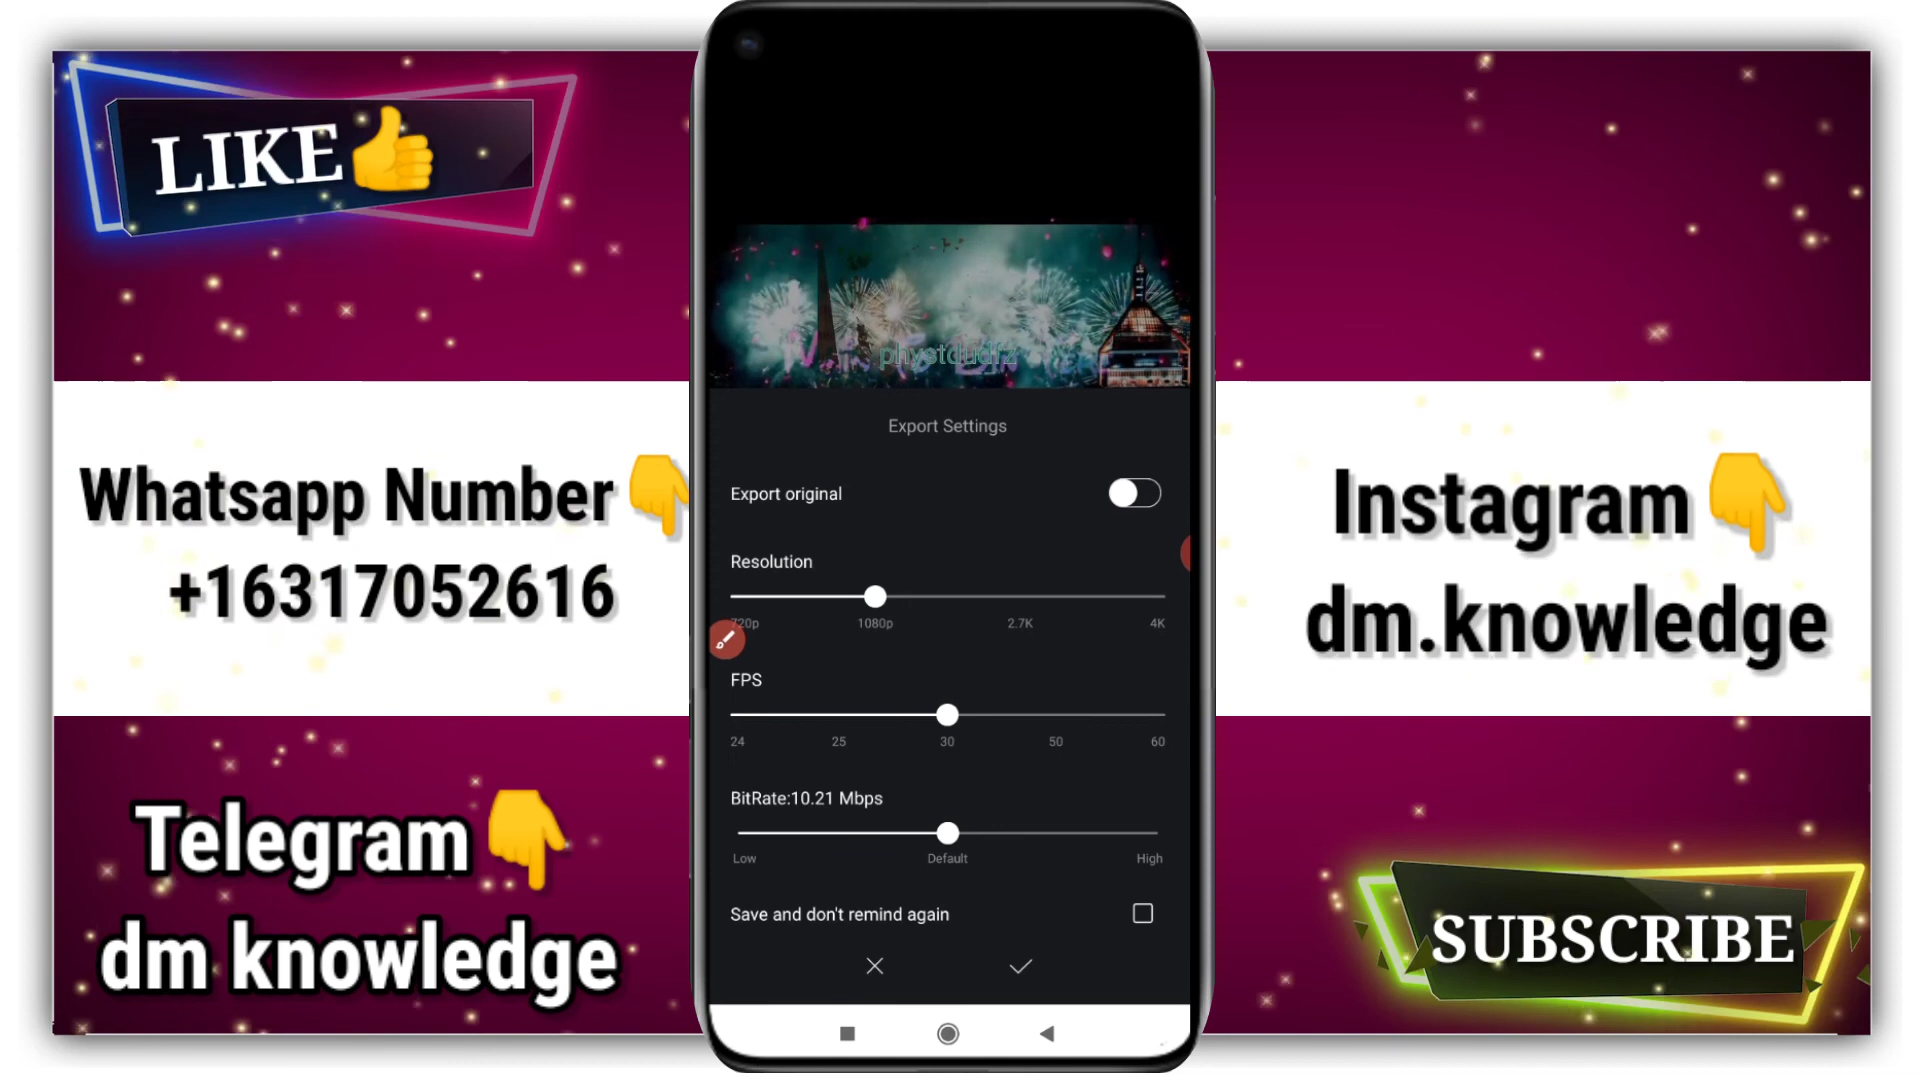 LIKE
Whatsapp Number
+16317052616
Telegram
dm knowledge
Export Settings
Export original
Resolution
720p 1080p 2.7K 4K
FPS
24 25 30 50 60
BitRate:10.21 Mbps
Low Default High
Save and don't remind again
Instagram
dm.knowledge
SUBSCRIBE